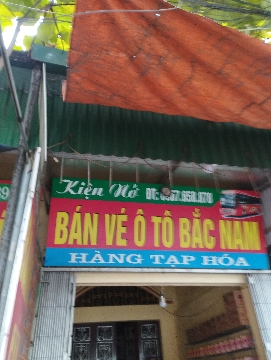 Kiện Nở
BÁN VÉ Ô TÔ BẮC NAM
HÀNG TẠP HÓA